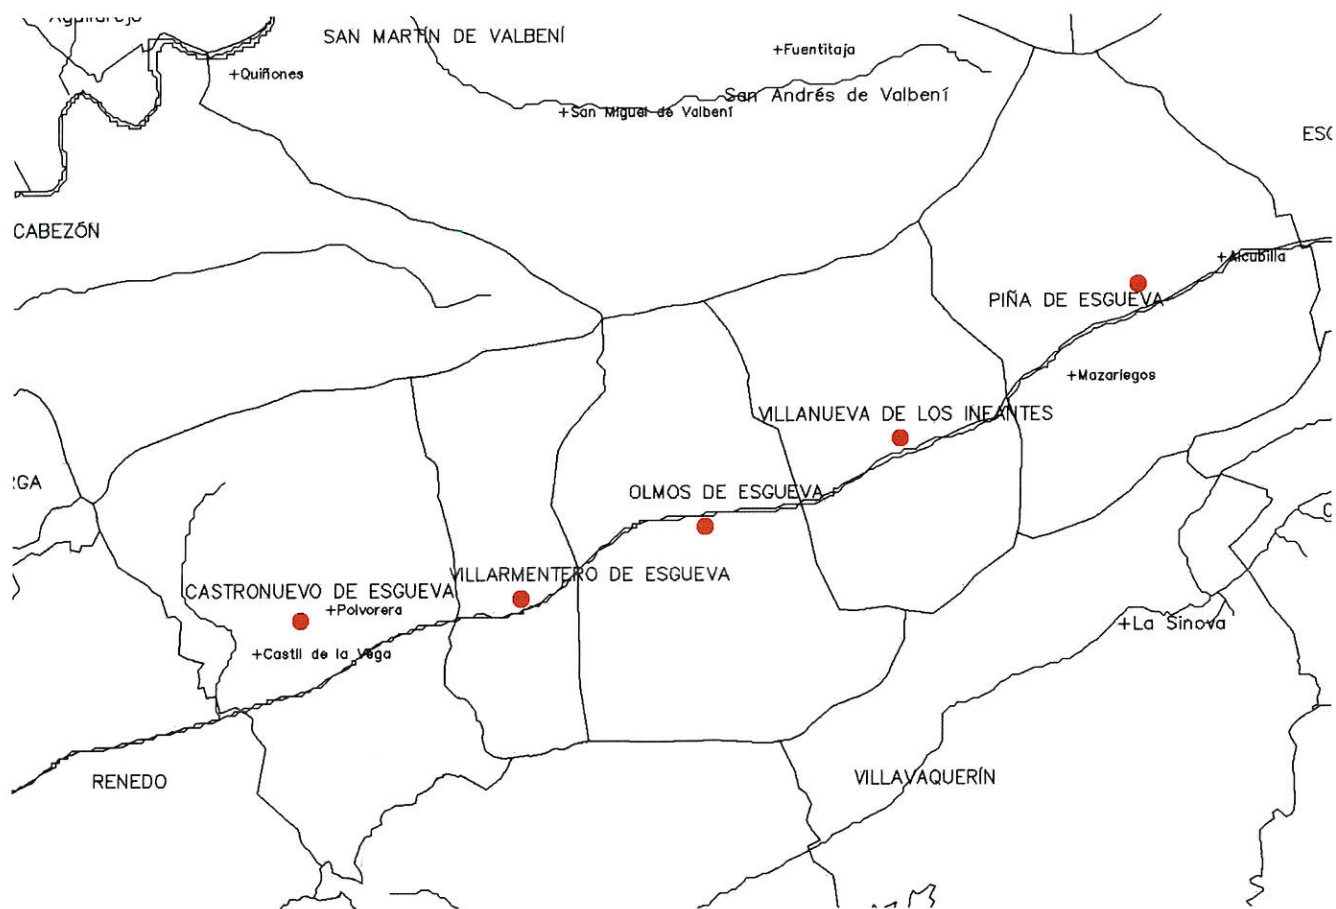 Aguilarejo
SAN MARTÍN DE VALBENÍ
+Fuentitaja
+Quiñones
San Andrés de Valbení
+San Miguel de Valbení
CABEZÓN
+Alcubilla
PIÑA DE ESGUEVA
+Mazariegos
VILLANUEVA DE LOS INFANTES
OLMOS DE ESGUEVA
VILLARMENTERO DE ESGUEVA
CASTRONUEVO DE ESGUEVA
+Polvorera
+La Sinova
+Castil de la Vega
RENEDO
VILLAVAQUERÍN